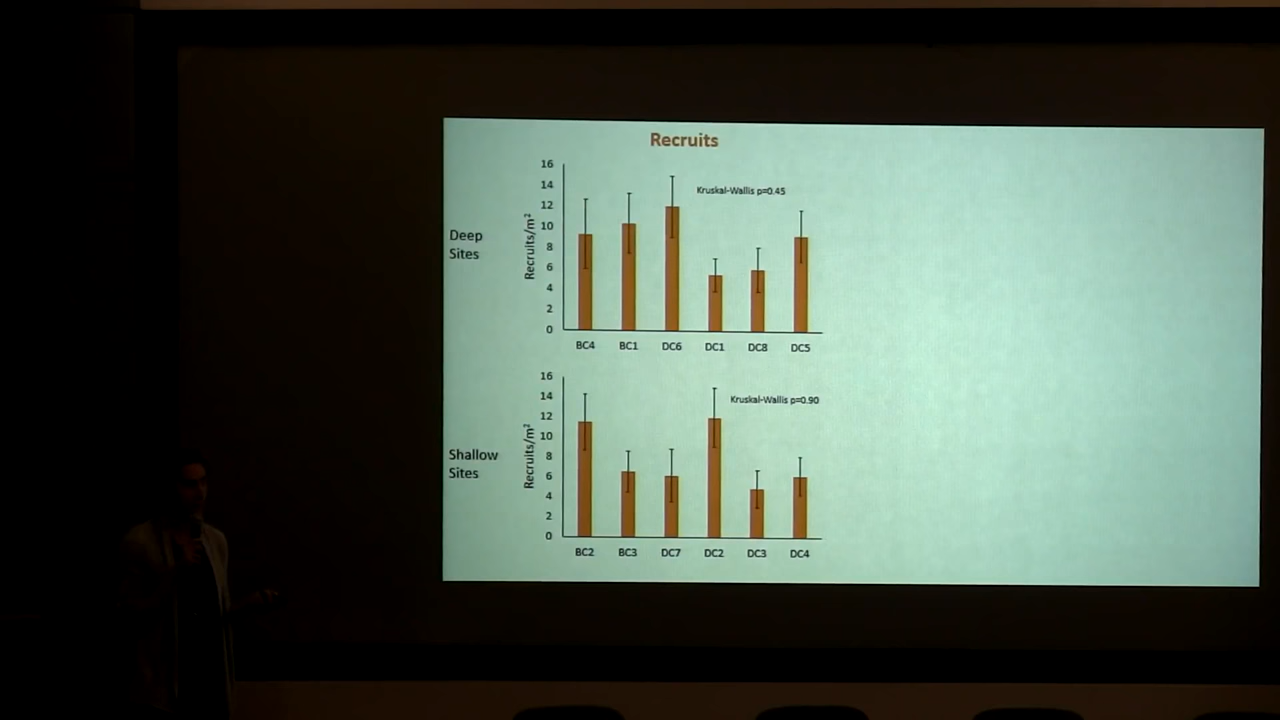 Recruits
16
14
12
10
8
6
4
2
0
Recruits/m²
Deep
Sites
Kruskal-Wallis p=0.45
BC4 BC1 DC6 DC1 DC8 DC5
16
14
12
10
8
6
4
2
0
Recruits/m²
Shallow
Sites
Kruskal-Wallis p=0.90
BC2 BC3 DC7 DC2 DC3 DC4